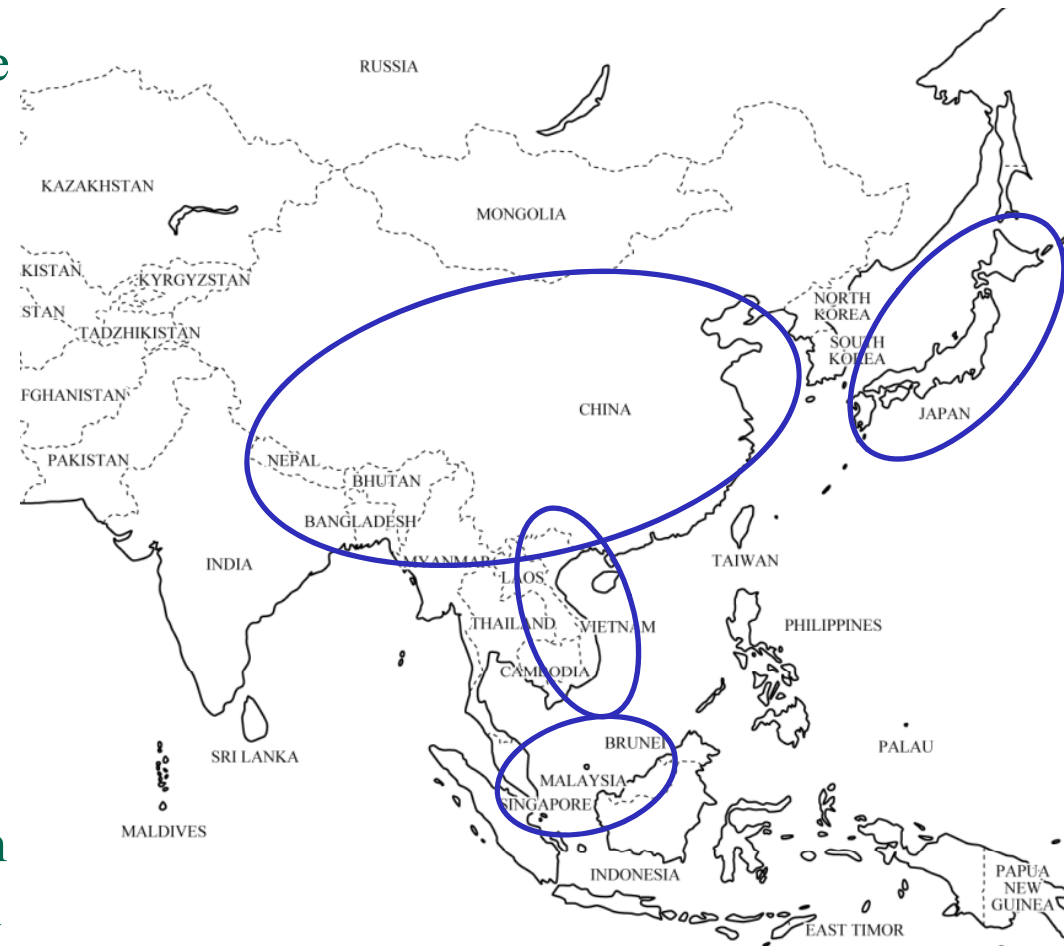 e
RUSSIA
KAZAKHSTAN
MONGOLIA
KISTAN
KYRGYZSTAN
STAN
TADZHIKISTAN
NORTH
KOREA
SOUTH
KOREA
FGHANISTAN
CHINA
JAPAN
PAKISTAN
NEPAL
BHUTAN
BANGLADESH
INDIA
MYANMAR
LAOS
TAIWAN
THAILAND
VIETNAM
PHILIPPINES
CAMBODIA
SRI LANKA
BRUNEI
PALAU
MALAYSIA
SINGAPORE
MALDIVES
INDONESIA
PAPUA
NEW
GUINEA
EAST TIMOR